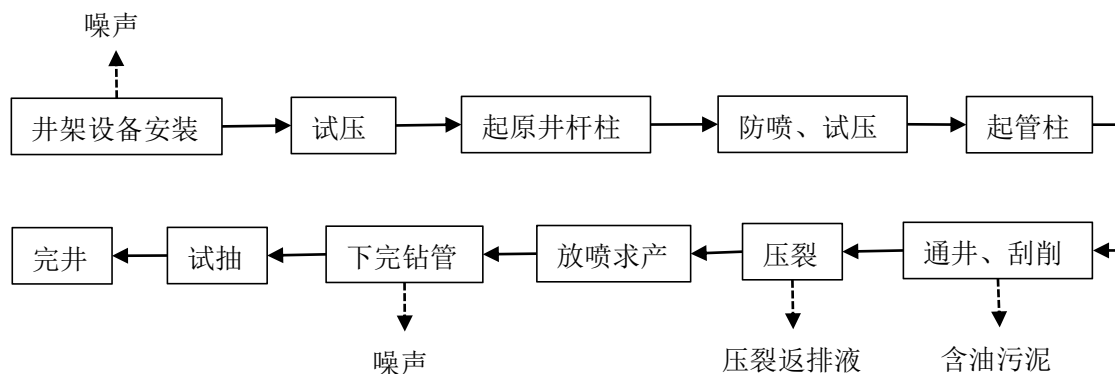 噪声
井架设备安装
试压
起原井杆柱
防喷、试压
起管柱
完井
试抽
下完钻管
放喷求产
压裂
通井、刮削
噪声
压裂返排液
含油污泥